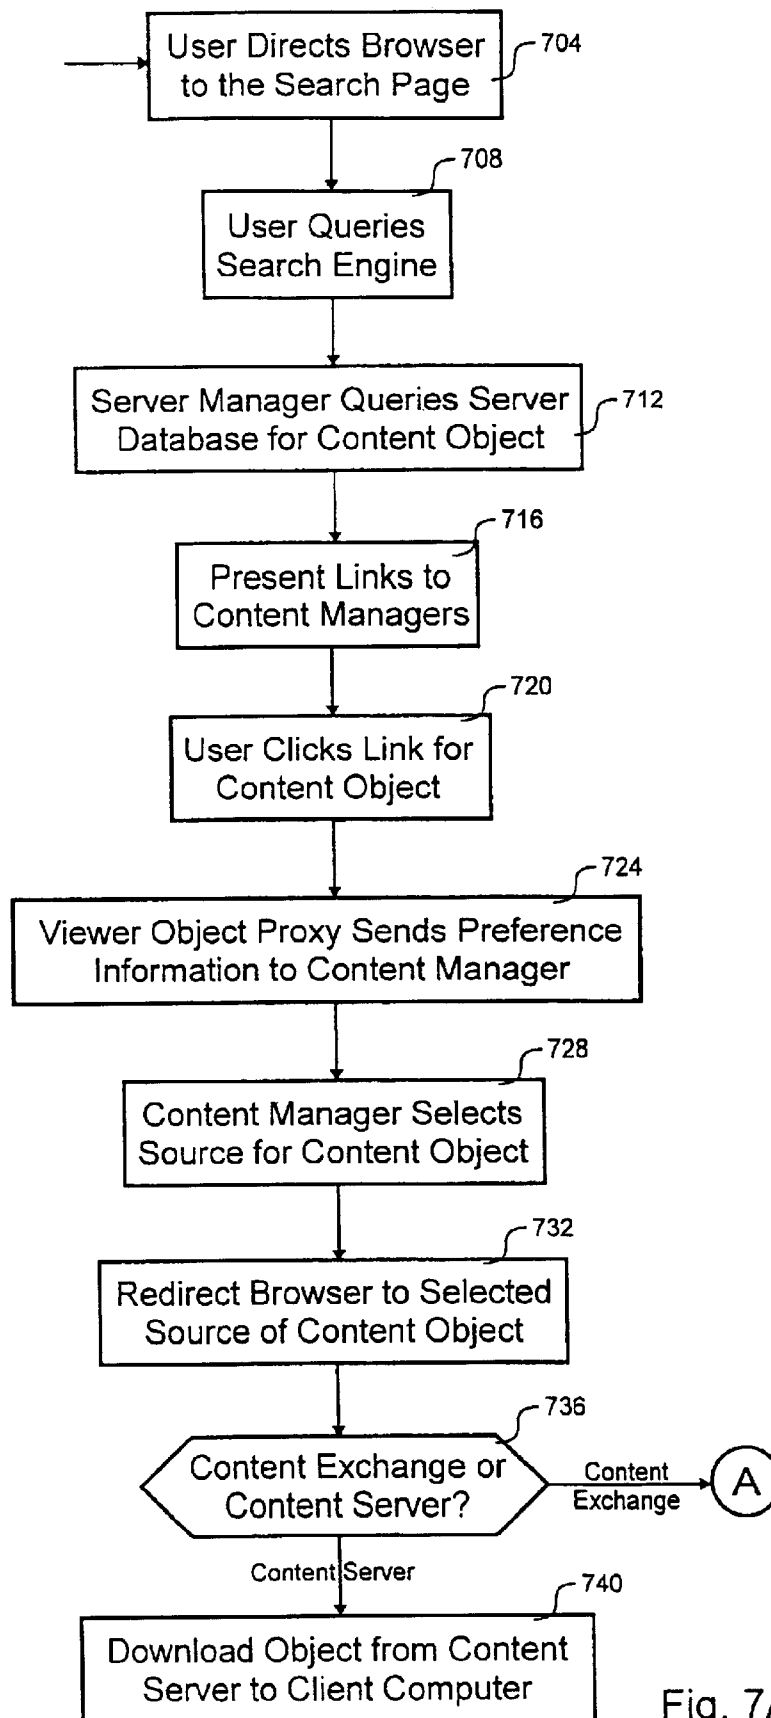 User Directs Browser
to the Search Page
704
708
User Queries
Search Engine
Server Manager Queries Server
Database for Content Object
712
716
Present Links to
Content Managers
720
User Clicks Link for
Content Object
724
Viewer Object Proxy Sends Preference
Information to Content Manager
728
Content Manager Selects
Source for Content Object
732
Redirect Browser to Selected
Source of Content Object
736
Content Exchange or
Content Server?
Content
Exchange
A
Content Server
740
Download Object from Content
Server to Client Computer
Fig. 7A